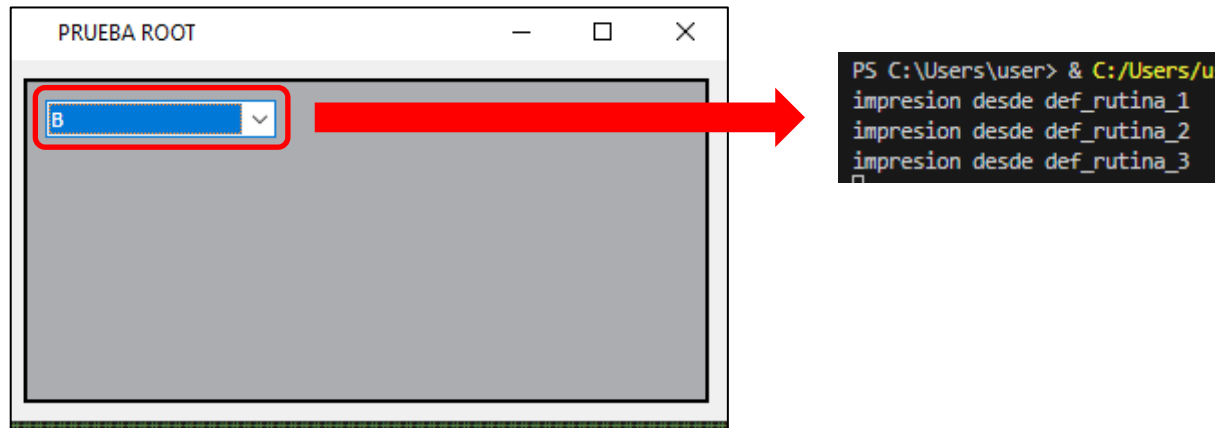 PRUEBA ROOT
B
PS C:\Users\user> & C:/Users/u
impresion desde def_rutina_1
impresion desde def_rutina_2
impresion desde def_rutina_3